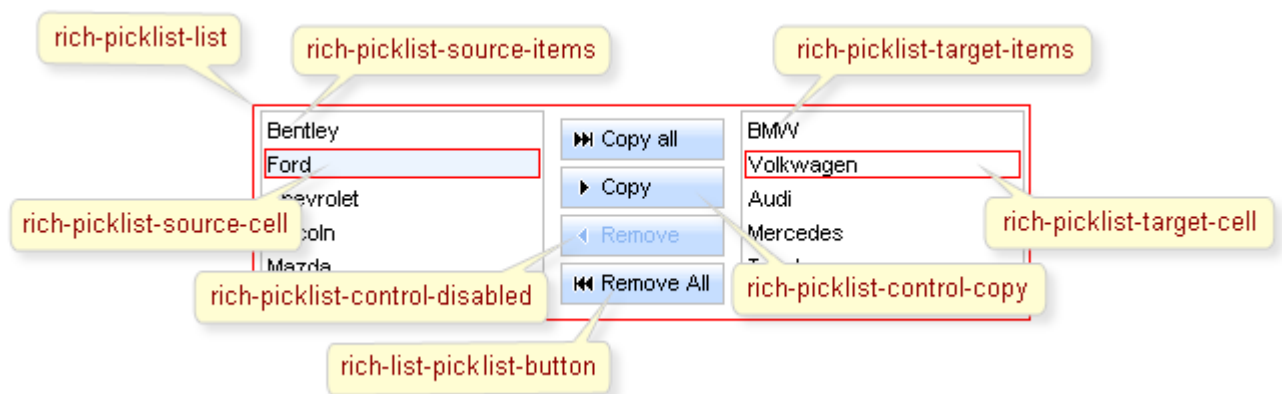 rich-picklist-list
rich-picklist-source-items
rich-picklist-target-items
Bentley
Copy all
BMW
Ford
Volkwagen
Copy
Audi
rich-picklist-source-cell
rich-picklist-target-cell
Remove
Mercedes
Mazda
rich-picklist-control-disabled
Remove All
rich-picklist-control-copy
rich-list-picklist-button